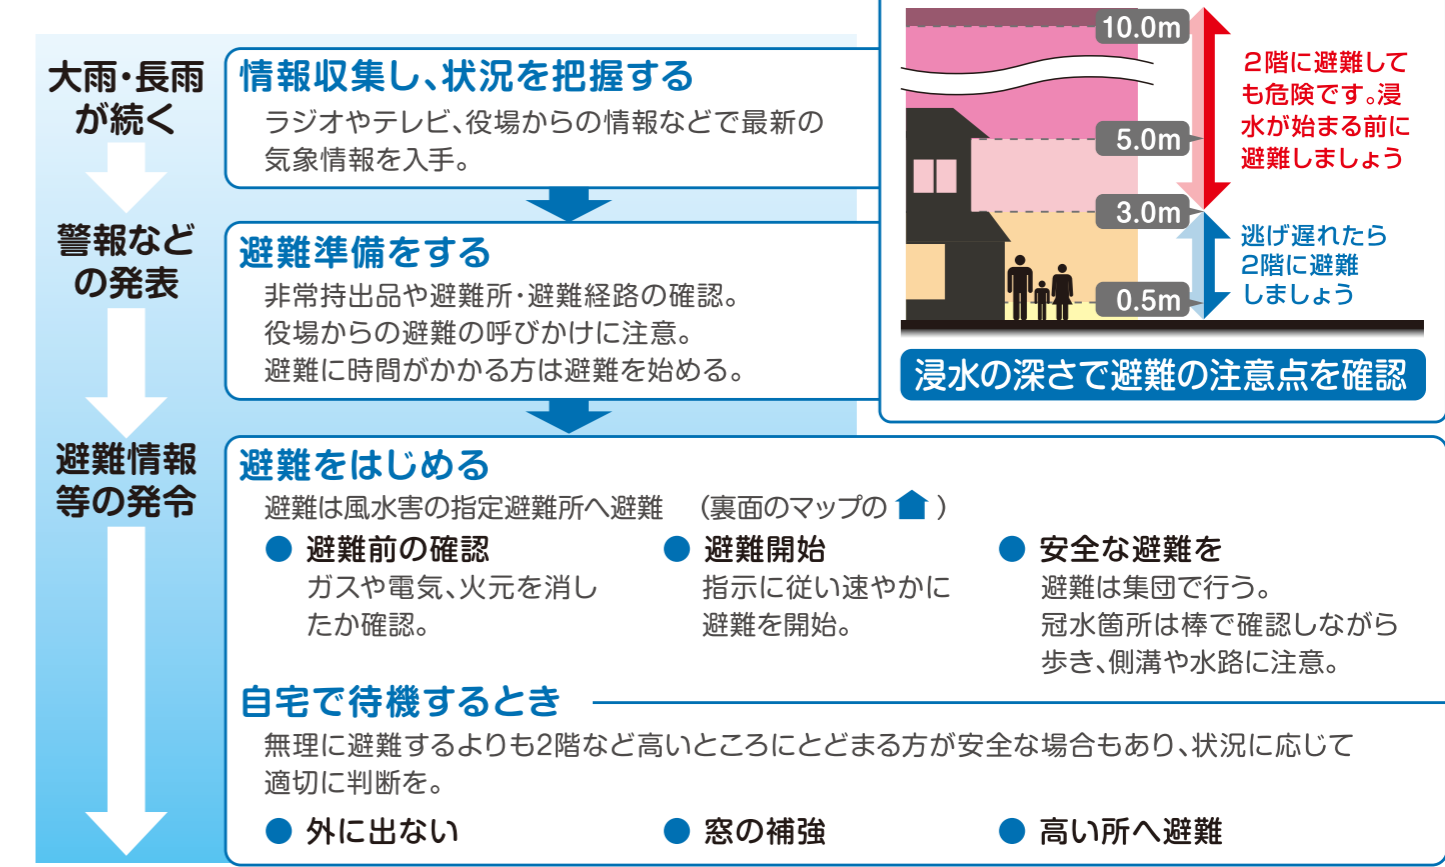 大雨・長雨
が続く
情報収集し、状況を把握する
ラジオやテレビ、役場からの情報などで最新の
気象情報を入手。
警報など
の発表
避難準備をする
非常持出品や避難所・避難経路の確認。
役場からの避難の呼びかけに注意。
避難に時間がかかる方は避難を始める。
10.0m
5.0m
3.0m
0.5m
2階に避難して
も危険です。浸
水が始まる前に
避難しましょう
逃げ遅れたら
2階に避難
しましょう
浸水の深さで避難の注意点を確認
避難情報
等の発令
避難をはじめる
避難は風水害の指定避難所へ避難 （裏面のマップの ）
● 避難前の確認
ガスや電気、火元を消し
たか確認。
● 避難開始
指示に従い速やかに
避難を開始。
● 安全な避難を
避難は集団で行う。
冠水箇所は棒で確認しながら
歩き、側溝や水路に注意。
自宅で待機するとき
無理に避難するよりも2階など高いところにとどまる方が安全な場合もあり、状況に応じて
適切に判断を。
● 外に出ない
● 窓の補強
● 高い所へ避難